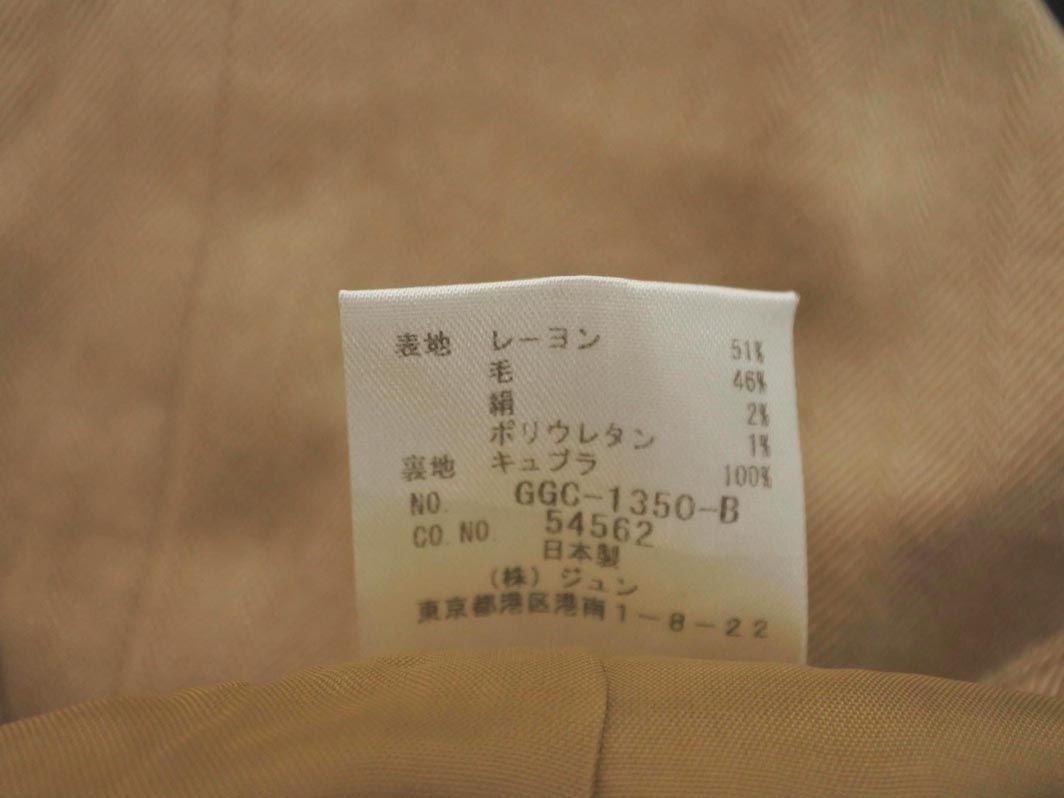 表地 レーヨン 51%
毛 46%
絹 2%
ポリウレタン 1%
裏地 キュプラ 100%
NO. GGC-1350-B
CO.NO. 54562
日本製
(株)ジュン
東京都港区港南1-8-22